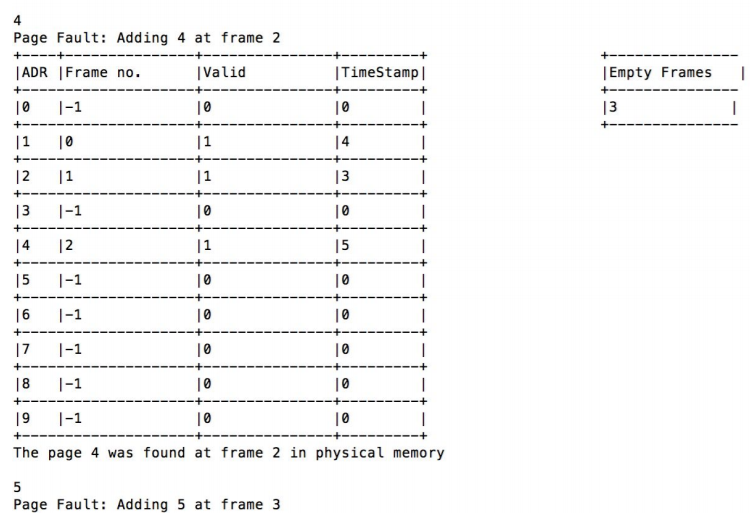 4
Page Fault: Adding 4 at frame 2
+----+----------------+----------------+---------+ +----------------
|ADR |Frame no. |Valid |TimeStamp| |Empty Frames |
+---------------------+----------------+---------+ +----------------
|0 |-1 |0 |0 | |3 |
+---------------------+----------------+---------+ +----------------
|1 |0 |1 |4 |
+---------------------+----------------+---------+
|2 |1 |1 |3 |
+---------------------+----------------+---------+
|3 |-1 |0 |0 |
+---------------------+----------------+---------+
|4 |2 |1 |5 |
+---------------------+----------------+---------+
|5 |-1 |0 |0 |
+---------------------+----------------+---------+
|6 |-1 |0 |0 |
+---------------------+----------------+---------+
|7 |-1 |0 |0 |
+---------------------+----------------+---------+
|8 |-1 |0 |0 |
+---------------------+----------------+---------+
|9 |-1 |0 |0 |
+---------------------+----------------+---------+
The page 4 was found at frame 2 in physical memory
5
Page Fault: Adding 5 at frame 3